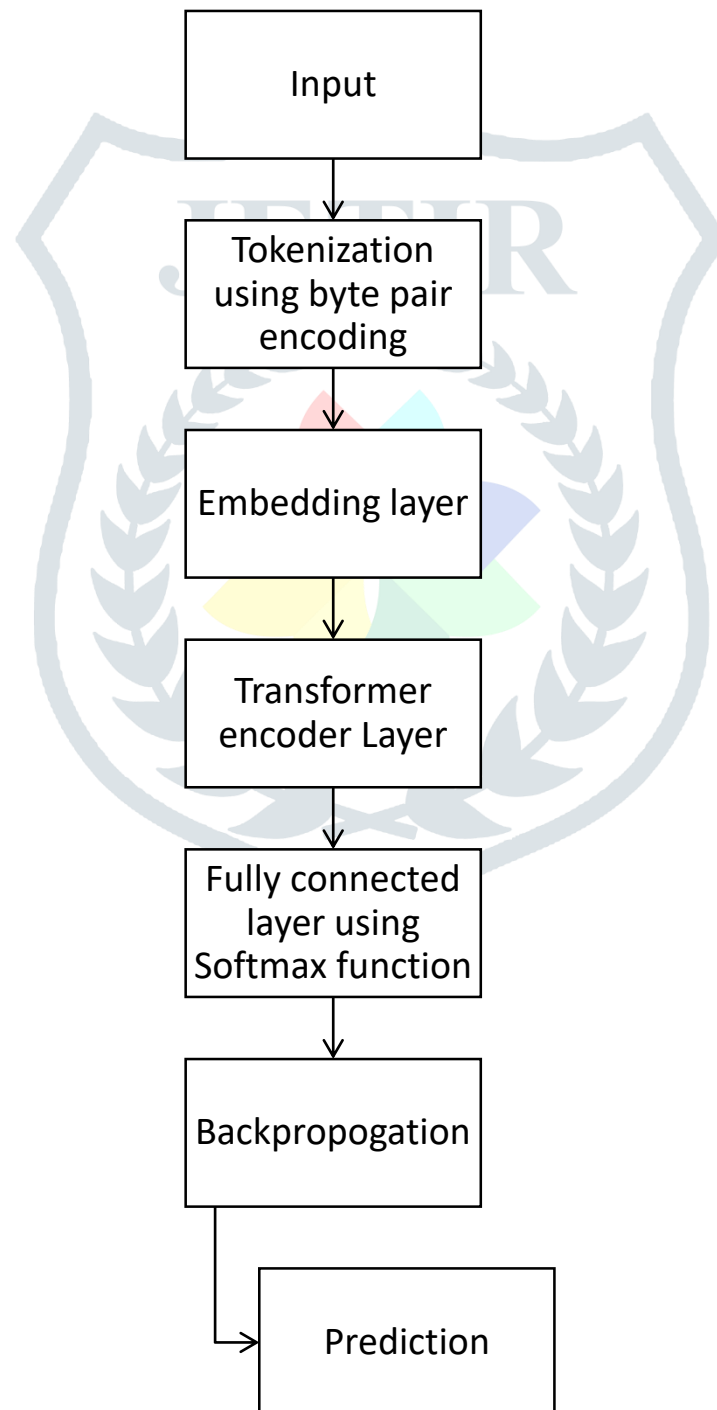 Input
JETIR
Tokenization
using byte pair
encoding
Embedding layer
Transformer
encoder Layer
Fully connected
layer using
Softmax function
Backpropogation
Prediction